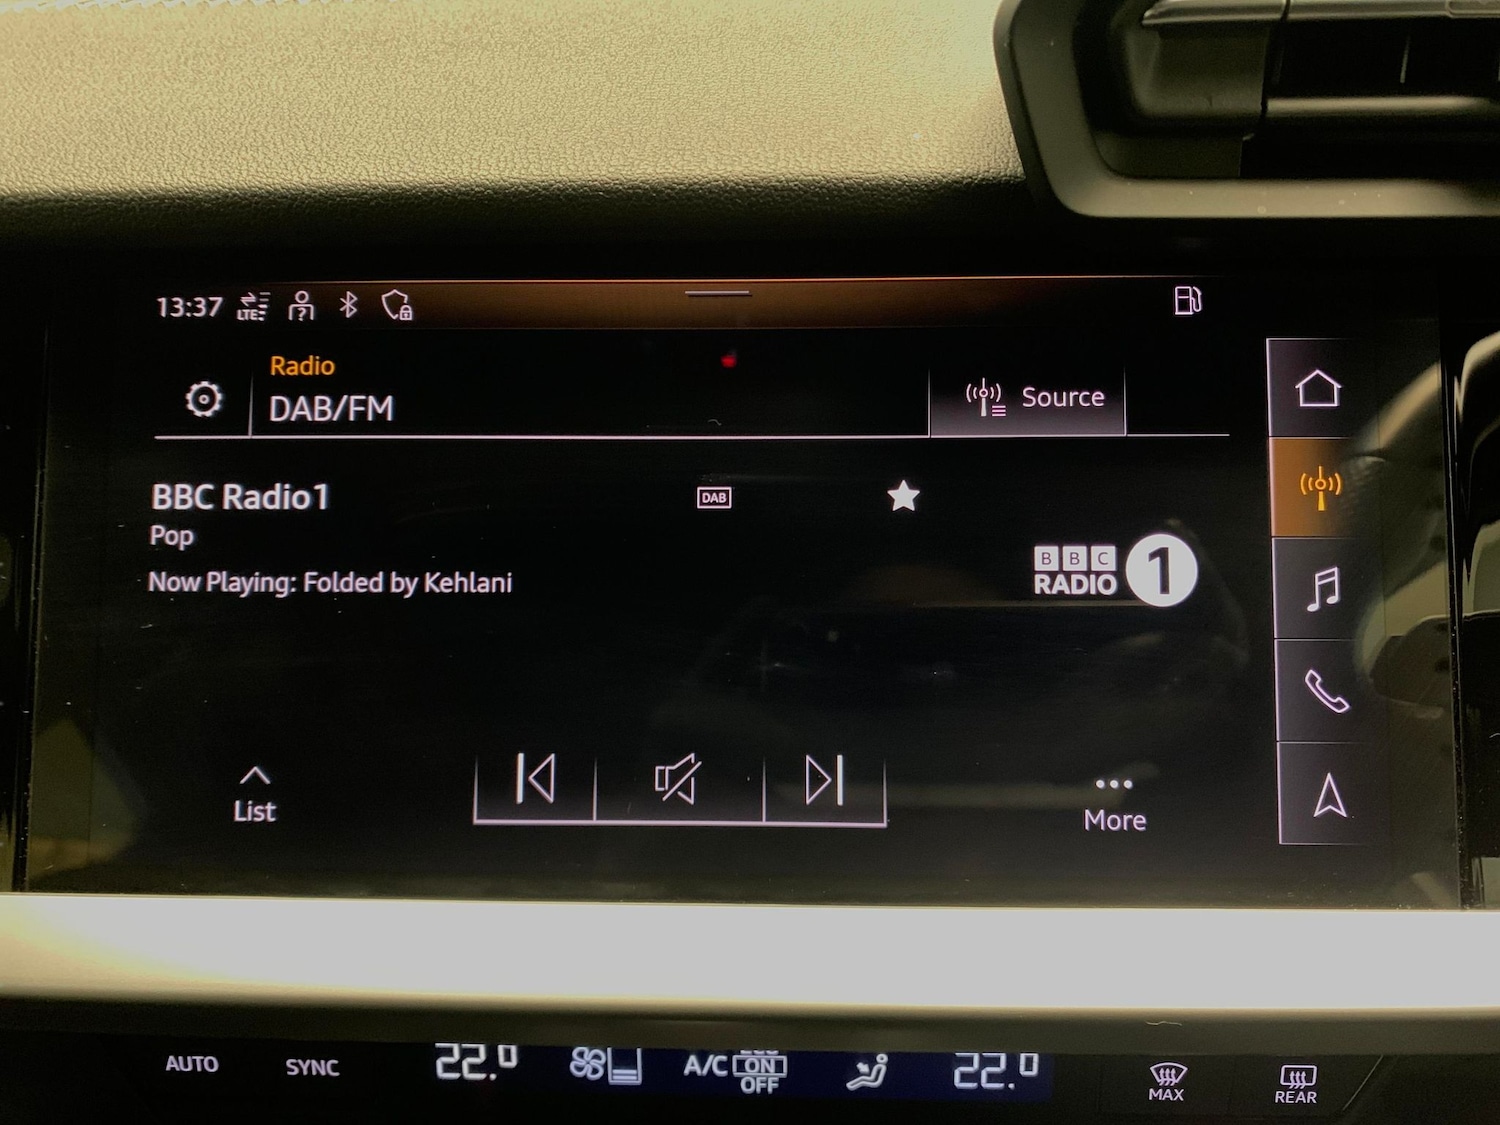 13:37 LTE
Radio
DAB/FM
Source
BBC Radio1
DAB
Pop
BBC
RADIO 1
Now Playing: Folded by Kehlani
List
More
AUTO
SYNC
22.0
A/C
ECO
ON
OFF
22.0
MAX
REAR